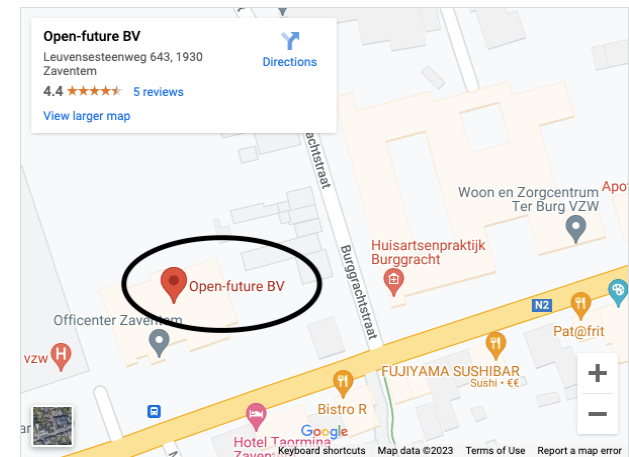 Open-future BV
Leuvensesteenweg 643, 1930
Zaventem
4.4
5 reviews
View larger map
Directions
achtstraat
Woon en Zorgcentrum
Ter Burg VZW
Apo
Huisartsenpraktijk
Burggracht
Burggrachtstraat
Open-future BV
Officenter Zaventem
N2
Pat@frit
vzw
H
FUJIYAMA SUSHIBAR
Sushi • €€
Bistro R
Hotel Taormina
Zaven
ar
Google
Keyboard shortcuts
Map data ©2023
Terms of Use
Report a map error